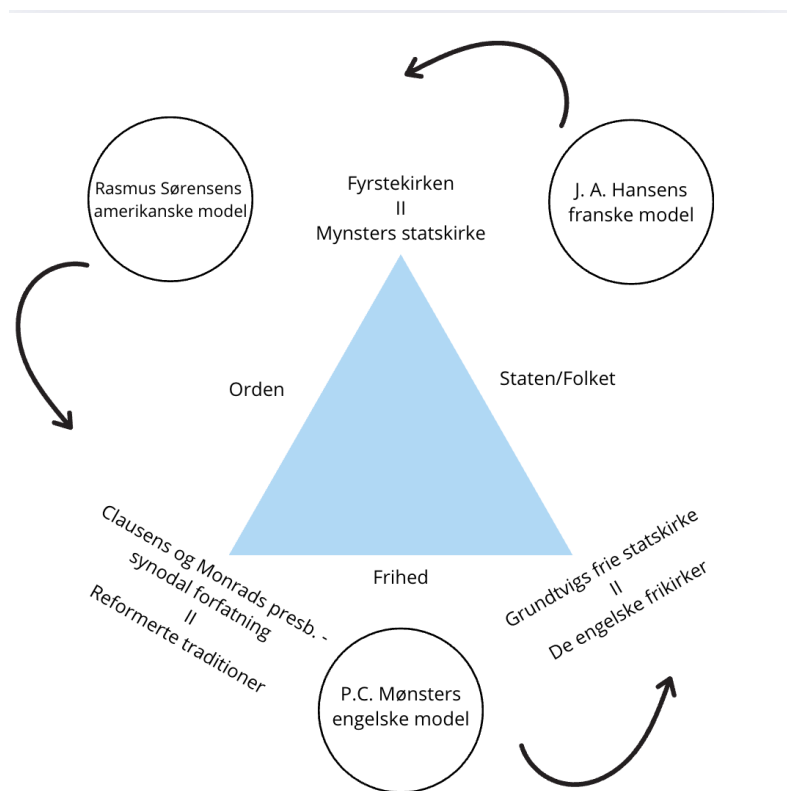 Rasmus Sørensens
amerikanske model
Fyrstekirken
II
Mynsters statskirke
J. A. Hansens
franske model
Orden
Staten/Folket
Clausens og Monrads presb. -
synodal forfatning
II
Reformerte traditioner
Frihed
Grundtvigs frie statskirke
II
De engelske frikirker
P.C. Mønsters
engelske model